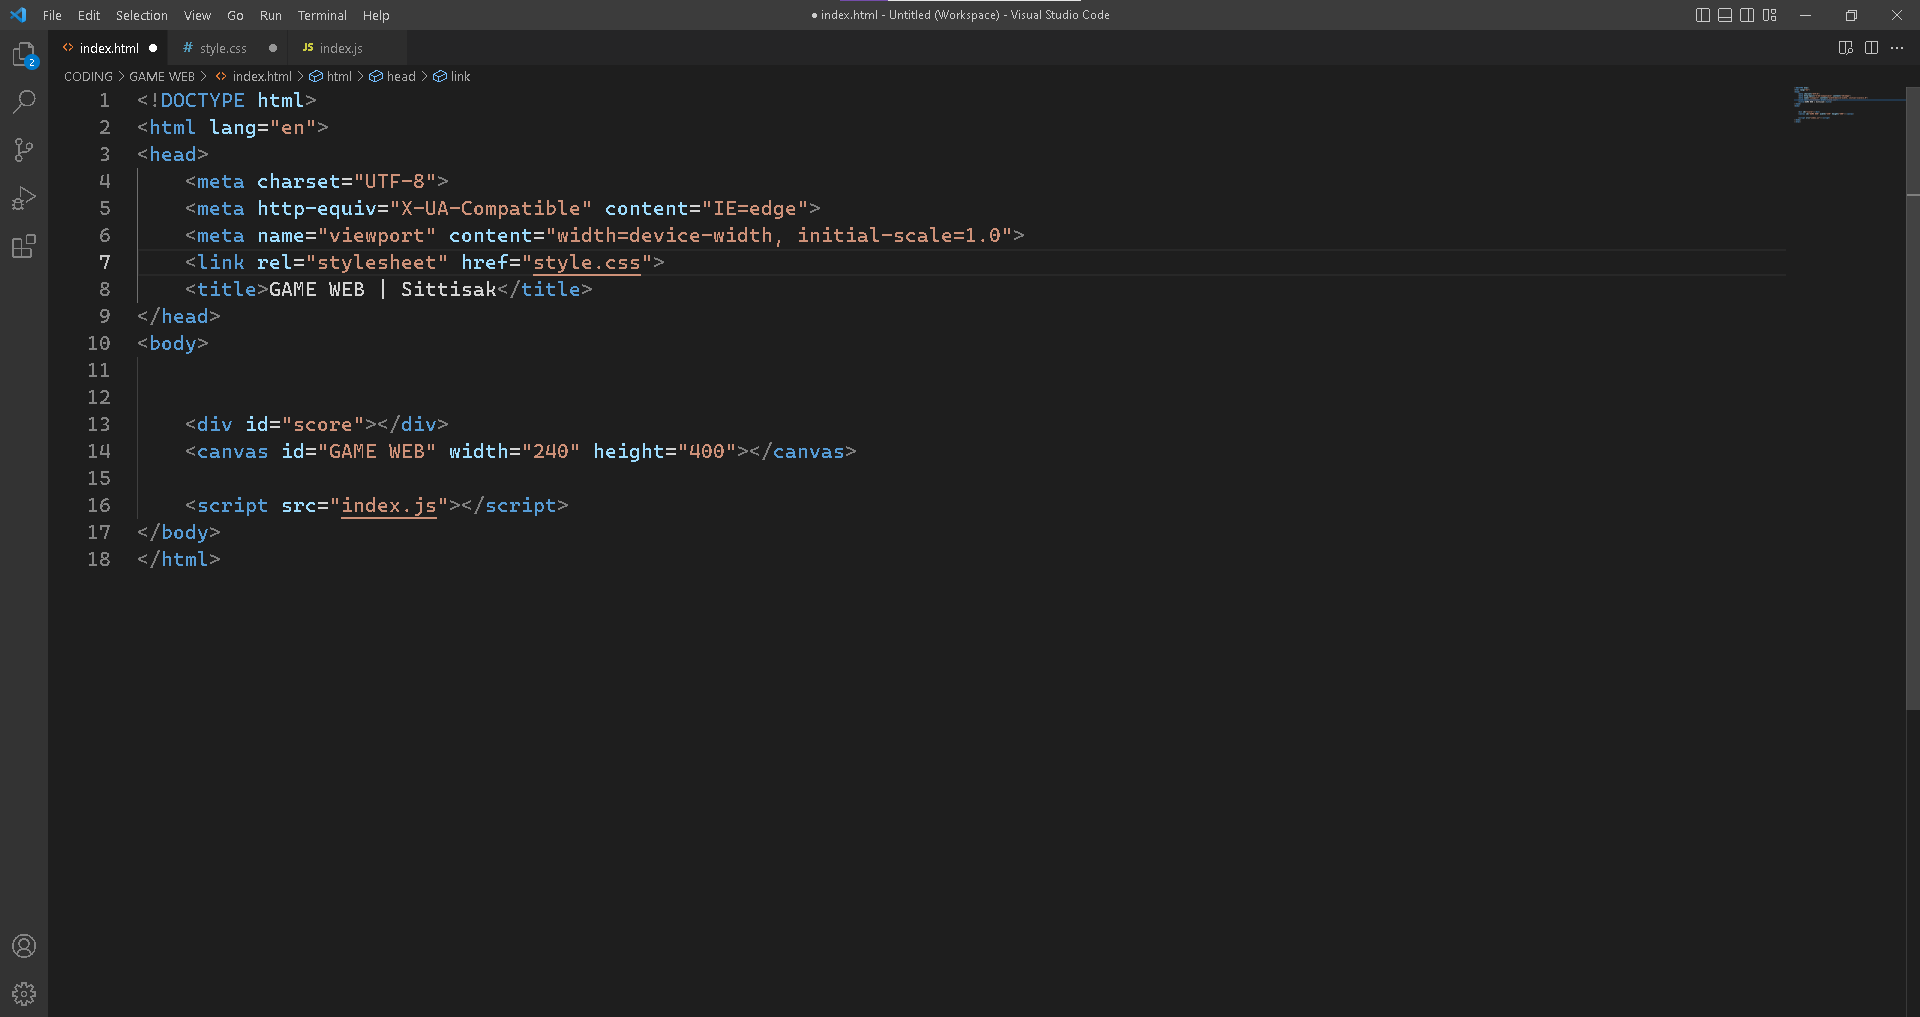 File Edit Selection View Go Run Terminal Help
● index.html - Untitled (Workspace) - Visual Studio Code
2
<> index.html ●
# style.css ●
JS index.js
CODING > GAME WEB > <> index.html > html > head > link
1 <!DOCTYPE html>
2 <html lang="en">
3 <head>
4     <meta charset="UTF-8">
5     <meta http-equiv="X-UA-Compatible" content="IE=edge">
6     <meta name="viewport" content="width=device-width, initial-scale=1.0">
7     <link rel="stylesheet" href="style.css">
8     <title>GAME WEB | Sittisak</title>
9 </head>
10 <body>
11
12
13     <div id="score"></div>
14     <canvas id="GAME WEB" width="240" height="400"></canvas>
15
16     <script src="index.js"></script>
17 </body>
18 </html>